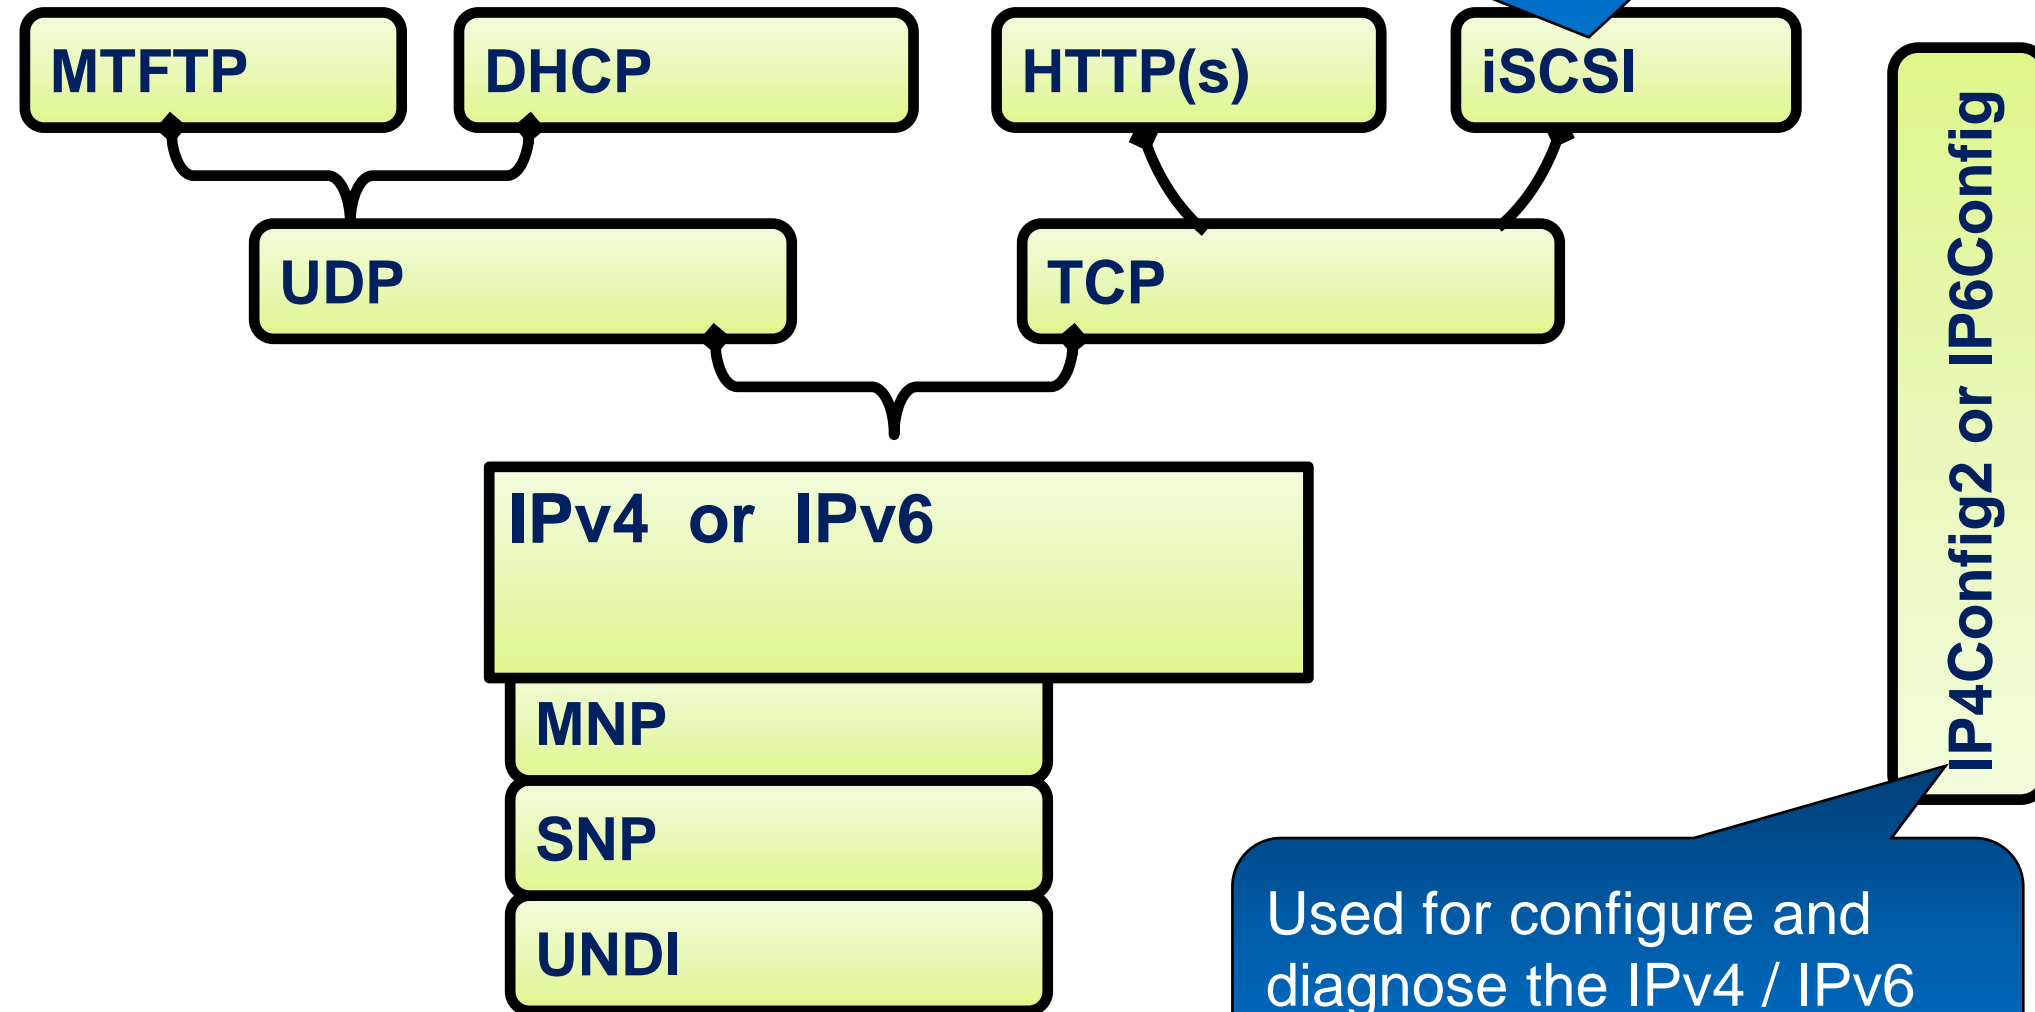 MTFTP
DHCP
HTTP(s)
iSCSI
UDP
TCP
IPv4 or IPv6
MNP
SNP
UNDI
IP4Config2 or IP6Config
Used for configure and
diagnose the IPv4 / IPv6